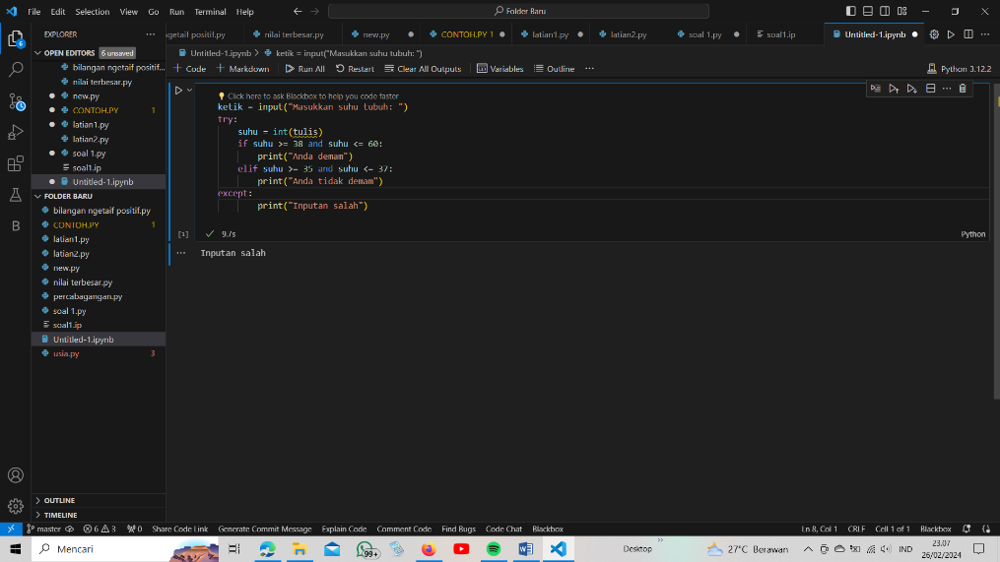 File Edit Selection View Go Run Terminal Help
Folder Baru
EXPLORER
OPEN EDITORS 6 unsaved
bilangan ngetaif positif...
nilai terbesar.py
new.py
CONTOH.PY 1
latian1.py
latian2.py
soal 1.py
soal1.ip
Untitled-1.ipynb
FOLDER BARU
bilangan ngetaif positif.py
CONTOH.PY 1
latian1.py
latian2.py
new.py
nilai terbesar.py
percabagangan.py
soal 1.py
soal1.ip
Untitled-1.ipynb
usia.py 3
OUTLINE
TIMELINE
6
B
ngetaif positif.py nilai terbesar.py new.py CONTOH.PY 1 latian1.py latian2.py soal 1.py soal1.ip Untitled-1.ipynb
Untitled-1.ipynb > ketik = input("Masukkan suhu tubuh: ")
+ Code + Markdown Run All Restart Clear All Outputs Variables Outline ... Python 3.12.2
Click here to ask Blackbox to help you code faster
ketik = input("Masukkan suhu tubuh: ")
try:
    suhu = int(tulis)
    if suhu >= 38 and suhu <= 60:
        print("Anda demam")
    elif suhu >= 35 and suhu <= 37:
        print("Anda tidak demam")
except:
        print("Inputan salah")
[1] 9.7s Python
... Inputan salah
master 6 3 0 Share Code Link Generate Commit Message Explain Code Comment Code Find Bugs Code Chat Blackbox Ln 8, Col 1 CRLF Cell 1 of 1 Blackbox
Mencari 99+ Desktop 27°C Berawan IND 23.07
26/02/2024